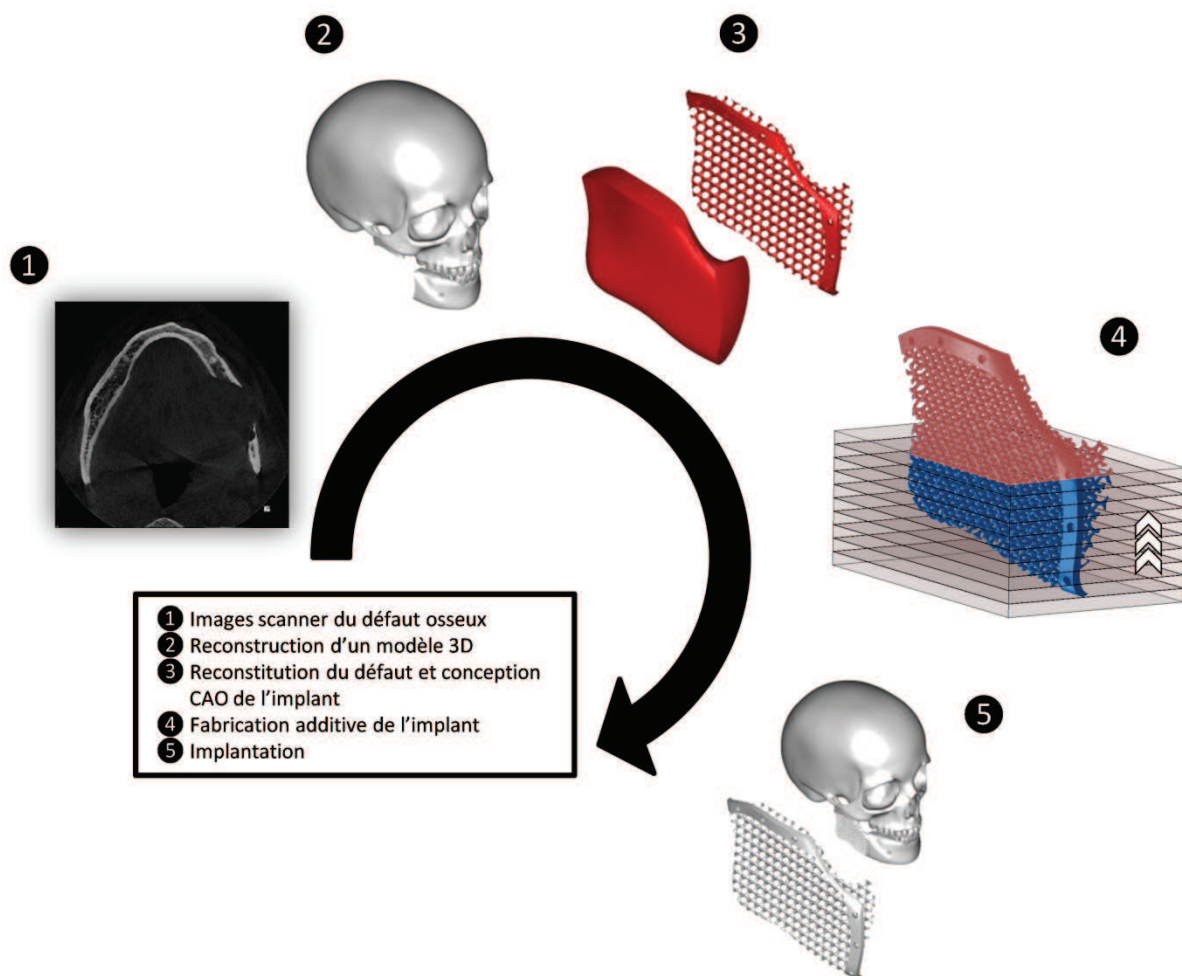 2
3
1
4
1 Images scanner du défaut osseux
2 Reconstruction d'un modèle 3D
3 Reconstitution du défaut et conception
CAO de l'implant
4 Fabrication additive de l'implant
5 Implantation
5